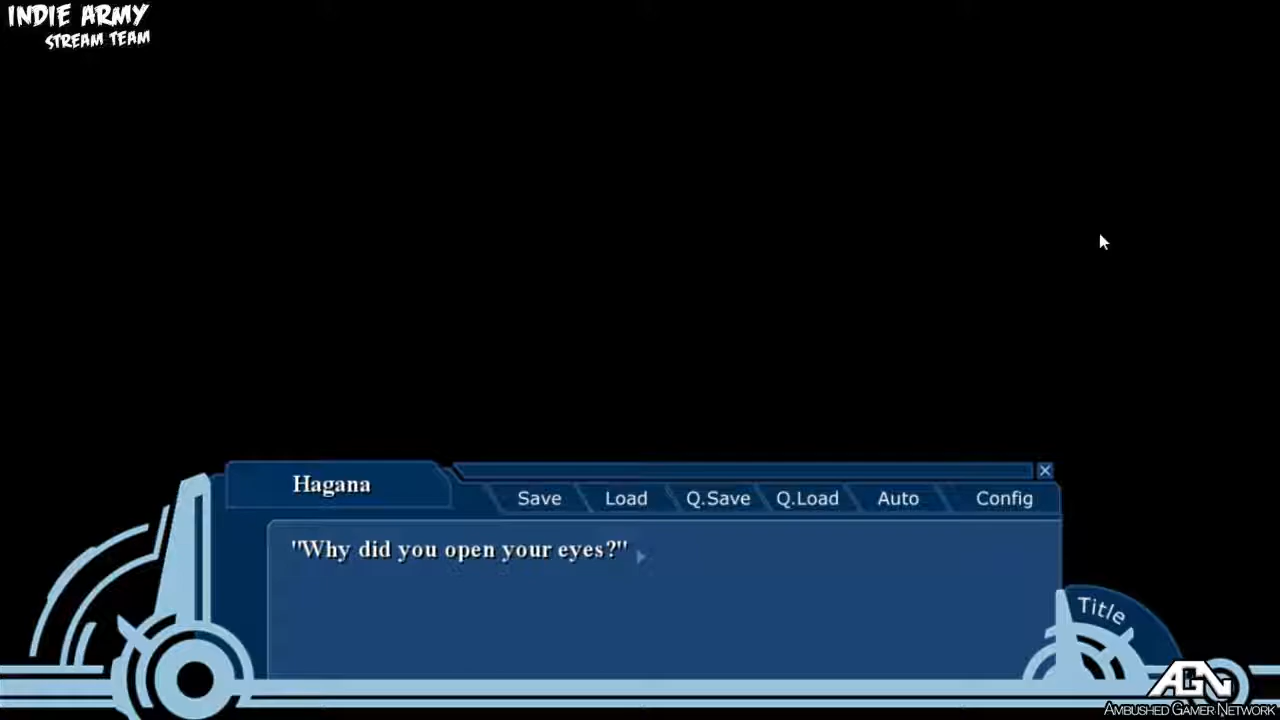 INDIE ARMY
STREAM TEAM
Hagana
Save Load Q.Save Q.Load Auto Config
"Why did you open your eyes?"
Title
AGN
AMBUSHED GAMER NETWORK